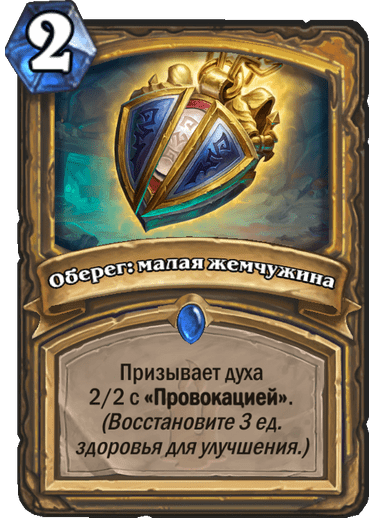 2
Оберег: малая жемчужина
Призывает духа
2/2 с «Провокацией».
(Восстановите 3 ед.
здоровья для улучшения.)